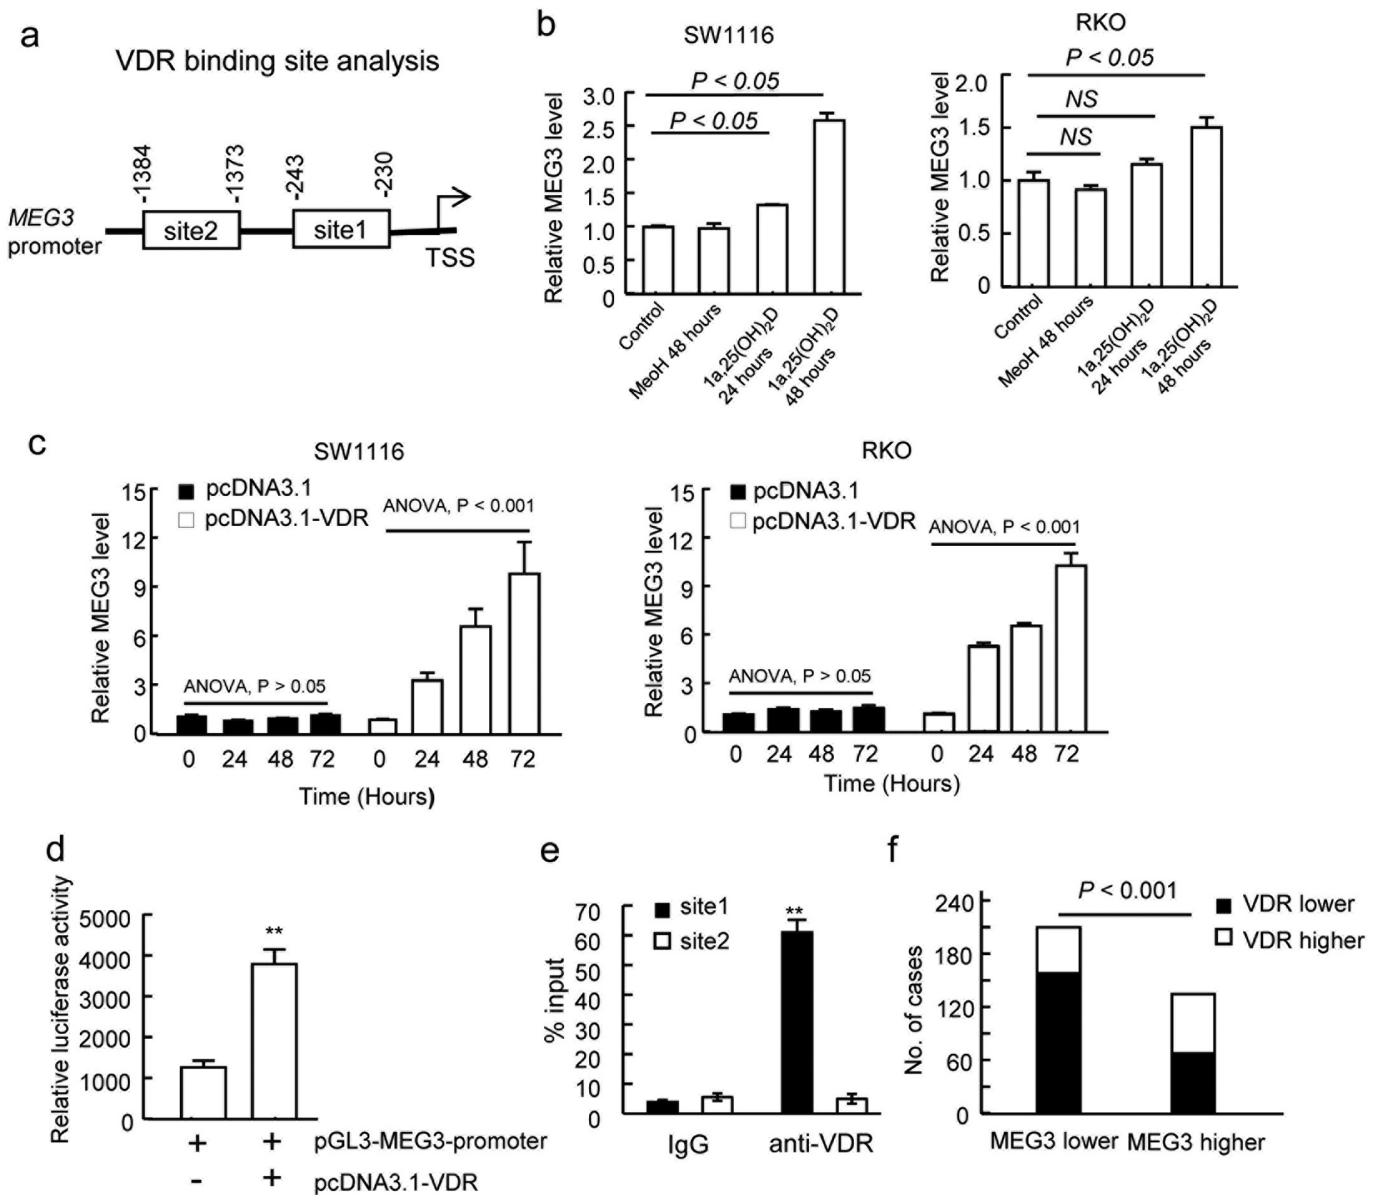 a
VDR binding site analysis
-1384
-1373
-243
-230
MEG3
promoter
site2
site1
TSS
b
SW1116
Relative MEG3 level
3.0
2.5
2.0
1.5
1.0
0.5
0
P < 0.05
P < 0.05
Control
MeoH 48 hours
1a,25(OH)₂D
24 hours
1a,25(OH)₂D
48 hours
RKO
Relative MEG3 level
2.0
1.5
1.0
0.5
0
P < 0.05
NS
NS
Control
MeoH 48 hours
1a,25(OH)₂D
24 hours
1a,25(OH)₂D
48 hours
c
SW1116
Relative MEG3 level
15
12
9
6
3
0
pcDNA3.1
pcDNA3.1-VDR
ANOVA, P < 0.001
ANOVA, P > 0.05
0 24 48 72 0 24 48 72
Time (Hours)
RKO
Relative MEG3 level
15
12
9
6
3
0
pcDNA3.1
pcDNA3.1-VDR
ANOVA, P < 0.001
ANOVA, P > 0.05
0 24 48 72 0 24 48 72
Time (Hours)
d
Relative luciferase activity
5000
4000
3000
2000
1000
0
**
+ + pGL3-MEG3-promoter
- + pcDNA3.1-VDR
e
% input
70
60
50
40
30
20
10
0
site1
site2
**
IgG anti-VDR
f
No. of cases
240
180
120
60
0
P < 0.001
VDR lower
VDR higher
MEG3 lower MEG3 higher